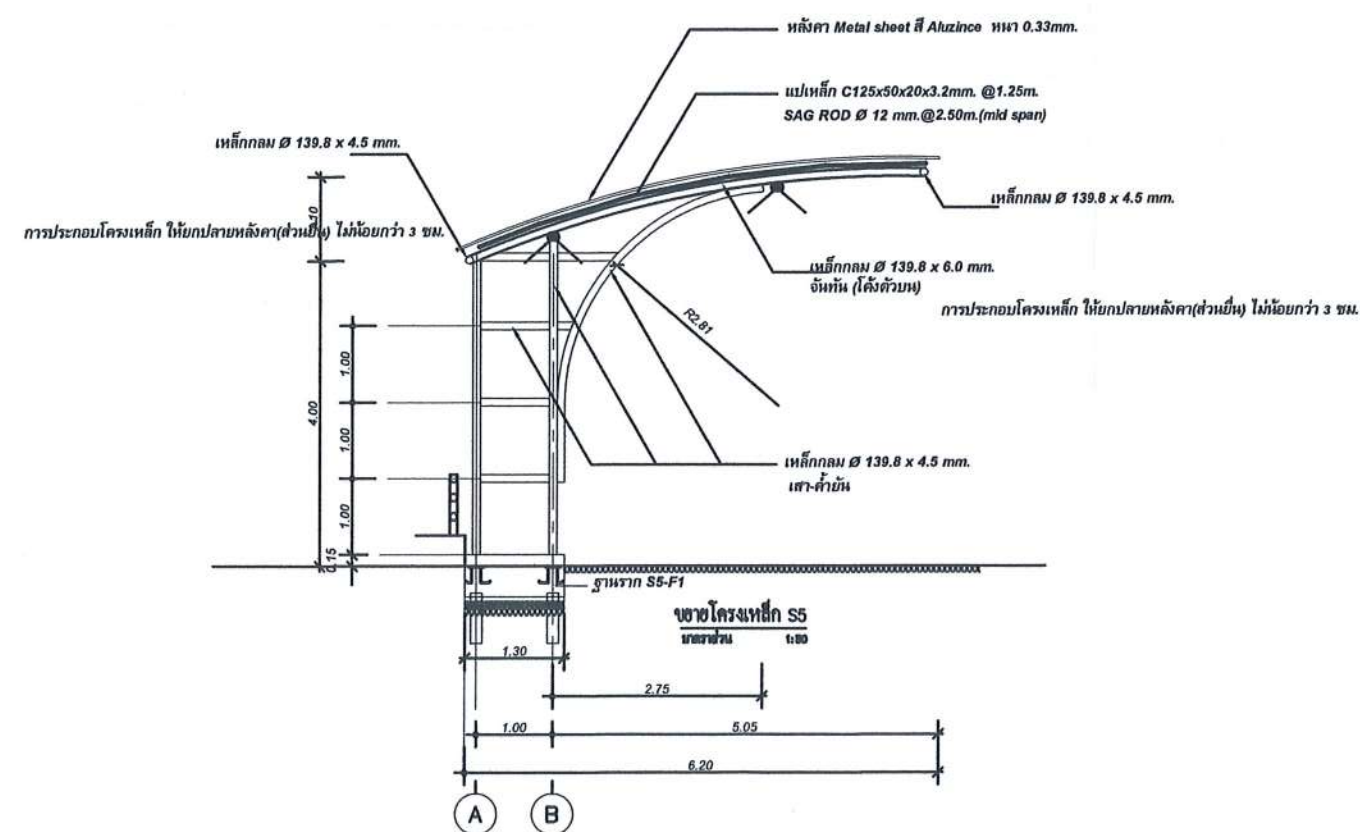 หลังคา Metal sheet สี Aluzince หนา 0.33mm.
แปเหล็ก C125x50x20x3.2mm. @1.25m.
SAG ROD Ø 12 mm.@2.50m.(mid span)
เหล็กกลม Ø 139.8 x 4.5 mm.
เหล็กกลม Ø 139.8 x 4.5 mm.
การประกอบโครงเหล็ก ให้ยกปลายหลังคา(ส่วนยื่น) ไม่น้อยกว่า 3 ซม.
เหล็กกลม Ø 139.8 x 6.0 mm.
จันทัน (โค้งตัวบน)
การประกอบโครงเหล็ก ให้ยกปลายหลังคา(ส่วนยื่น) ไม่น้อยกว่า 3 ซม.
R2.81
1.00
4.00
1.00
1.00
0.15
เหล็กกลม Ø 139.8 x 4.5 mm.
เสา-ค้ำยัน
ฐานราก S5-F1
ขยายโครงเหล็ก S5
มาตราส่วน 1:80
1.30
2.75
1.00
5.05
6.20
A
B